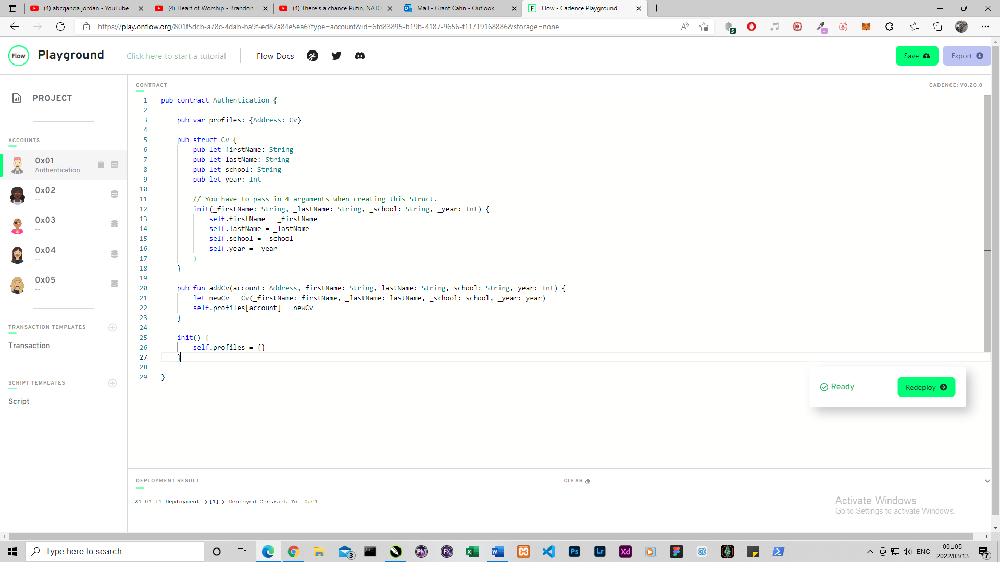 (4) abcqanda jordan - YouTube
(4) Heart of Worship - Brandon L
(4) There's a chance Putin, NATO
Mail - Grant Cahn - Outlook
Flow - Cadence Playground
https://play.onflow.org/801f5dcb-a78c-4dab-ba9f-ed87a84e5ea6?type=account&id=6fd83895-b19b-4187-9656-f11719168886&storage=none
5
Flow
Playground
Click here to start a tutorial
Flow Docs
Save
Export
PROJECT
ACCOUNTS
0x01
Authentication
0x02
--
0x03
--
0x04
--
0x05
--
TRANSACTION TEMPLATES
Transaction
SCRIPT TEMPLATES
Script
CONTRACT
CADENCE: V0.20.0
1 pub contract Authentication {
2
3 pub var profiles: {Address: Cv}
4
5 pub struct Cv {
6 pub let firstName: String
7 pub let lastName: String
8 pub let school: String
9 pub let year: Int
10
11 // You have to pass in 4 arguments when creating this Struct.
12 init(_firstName: String, _lastName: String, _school: String, _year: Int) {
13 self.firstName = _firstName
14 self.lastName = _lastName
15 self.school = _school
16 self.year = _year
17 }
18 }
19
20 pub fun addCv(account: Address, firstName: String, lastName: String, school: String, year: Int) {
21 let newCv = Cv(_firstName: firstName, _lastName: lastName, _school: school, _year: year)
22 self.profiles[account] = newCv
23 }
24
25 init() {
26 self.profiles = {}
27 }
28
29 }
Ready
Redeploy
DEPLOYMENT RESULT
CLEAR
24:04:11 Deployment > [1] > Deployed Contract To: 0x01
Activate Windows
Go to Settings to activate Windows.
Type here to search
3
PM
FX
Ps
Lr
Xd
ENG
00▯05
2022/03/13
7